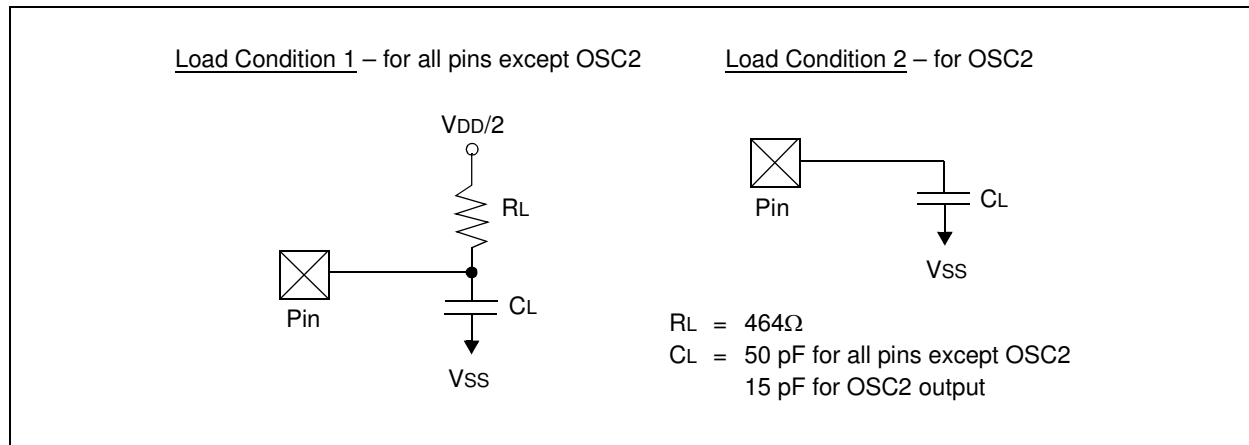 Load Condition 1 – for all pins except OSC2
Load Condition 2 – for OSC2
VDD/2
RL
Pin
CL
VSS
Pin
CL
VSS
RL = 464Ω
CL = 50 pF for all pins except OSC2
15 pF for OSC2 output